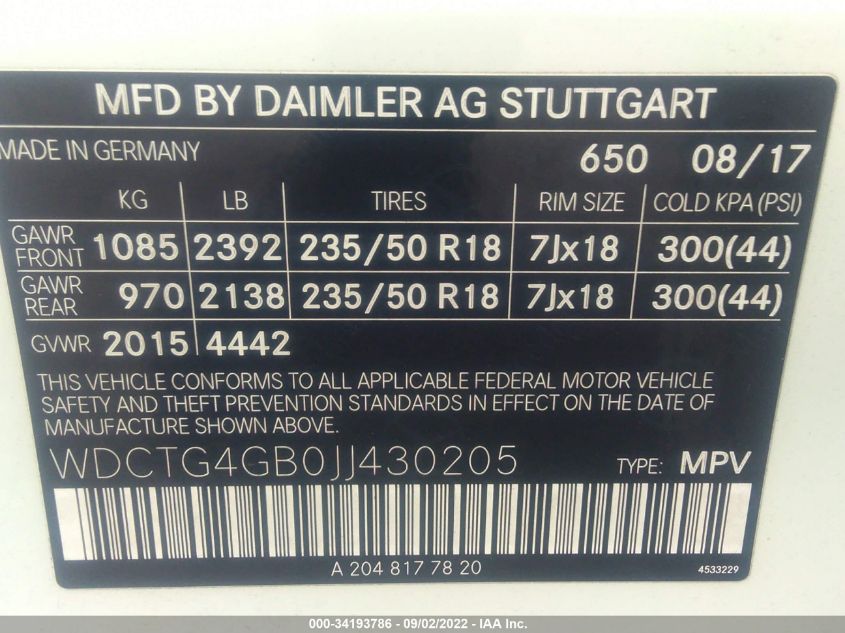 MFD BY DAIMLER AG STUTTGART
MADE IN GERMANY 650 08/17
KG LB TIRES RIM SIZE COLD KPA (PSI)
GAWR FRONT 1085 2392 235/50 R18 7Jx18 300(44)
GAWR REAR 970 2138 235/50 R18 7Jx18 300(44)
GVWR 2015 4442
THIS VEHICLE CONFORMS TO ALL APPLICABLE FEDERAL MOTOR VEHICLE
SAFETY AND THEFT PREVENTION STANDARDS IN EFFECT ON THE DATE OF
MANUFACTURE SHOWN ABOVE.
WDCTG4GB0JJ430205 TYPE: MPV
A 204 817 78 20 4533229
000-34193786 - 09/02/2022 - IAA Inc.